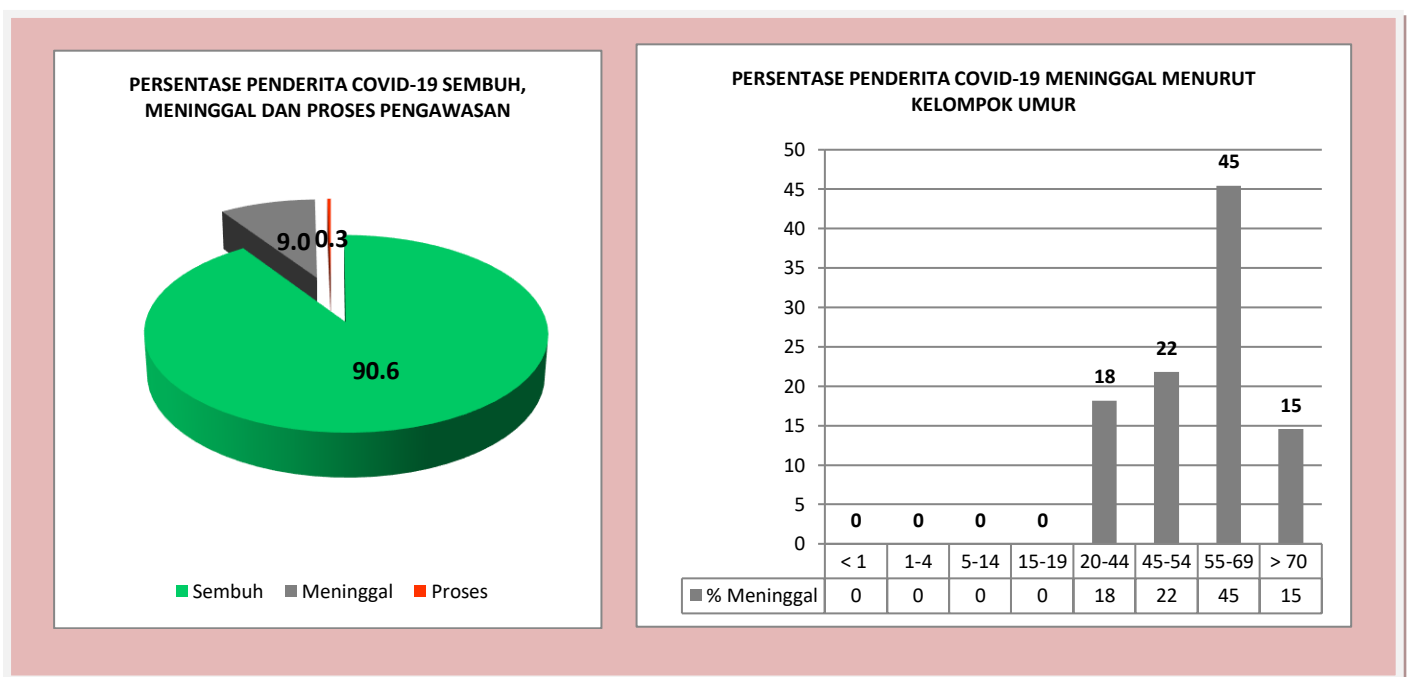 PERSENTASE PENDERITA COVID-19 SEMBUH,
MENINGGAL DAN PROSES PENGAWASAN
9.0
0.3
90.6
Sembuh Meninggal Proses
PERSENTASE PENDERITA COVID-19 MENINGGAL MENURUT
KELOMPOK UMUR
50
45
40
35
30
25
20
15
10
5
0
0 0 0 0 18 22 45 15
< 1 1-4 5-14 15-19 20-44 45-54 55-69 > 70
% Meninggal 0 0 0 0 18 22 45 15